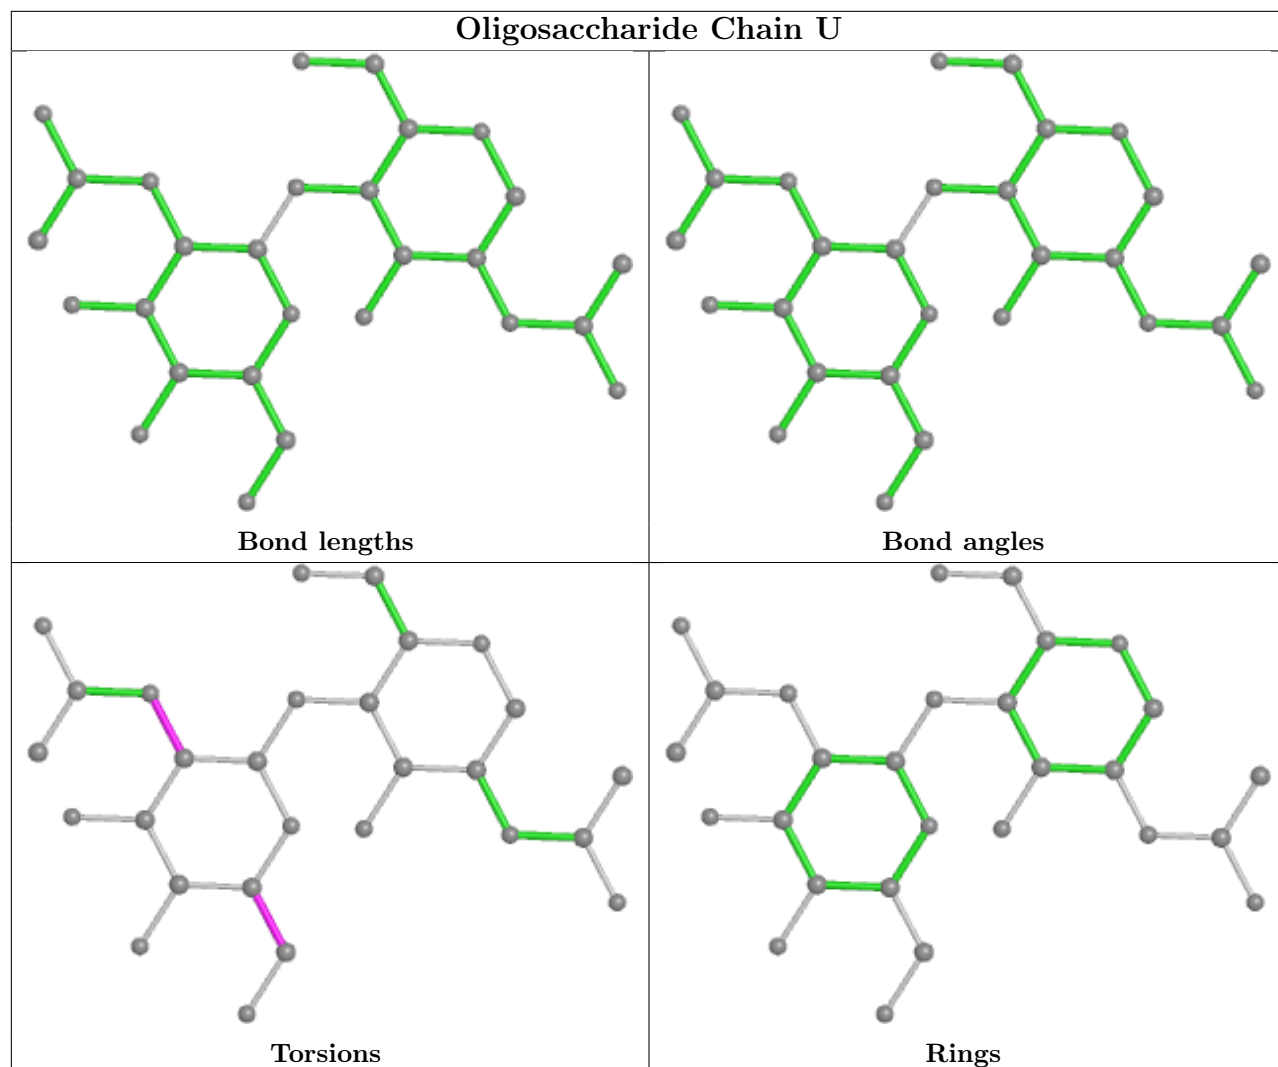 Oligosaccharide Chain U
Bond lengths
Bond angles
Torsions
Rings